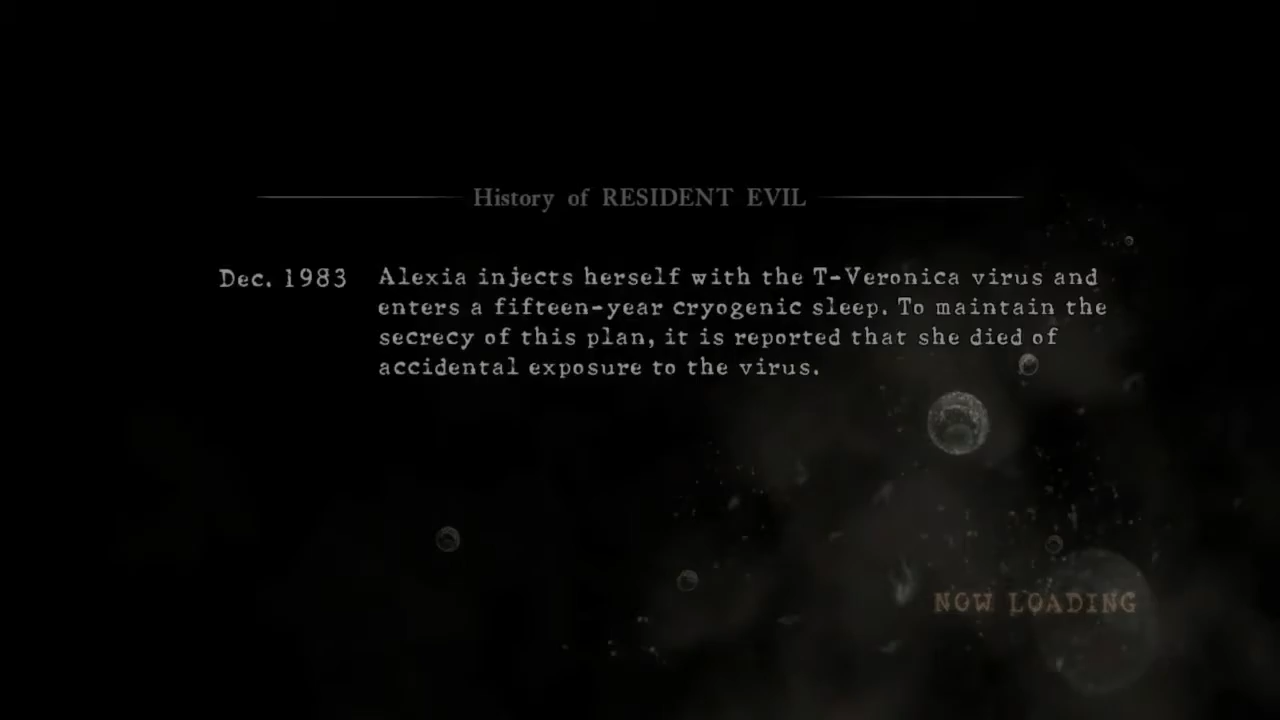 History of RESIDENT EVIL
Dec. 1983 Alexia injects herself with the T-Veronica virus and
enters a fifteen-year cryogenic sleep. To maintain the
secrecy of this plan, it is reported that she died of
accidental exposure to the virus.
NOW LOADING